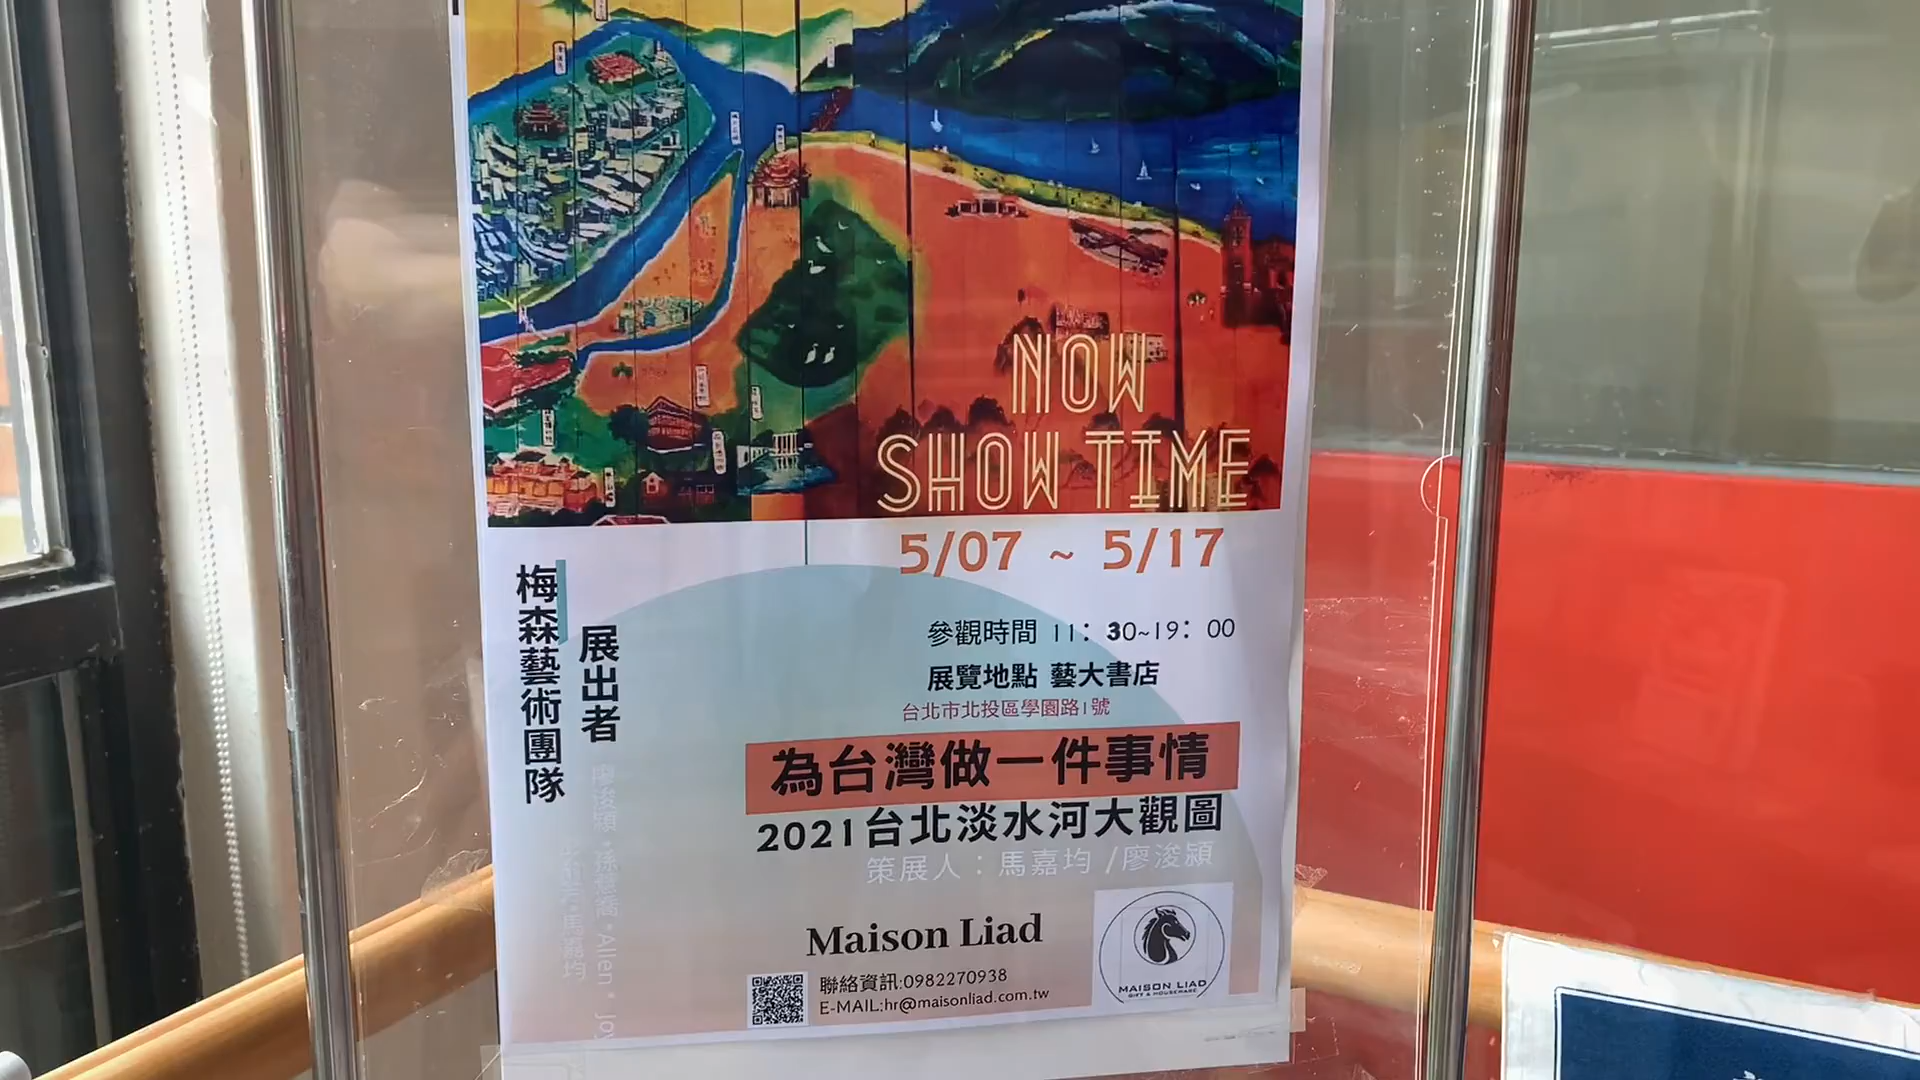 NOW
SHOW TIME
5/07 ~ 5/17
參觀時間 11：30~19：00
展覽地點 藝大書店
台北市北投區學園路1號
為台灣做一件事情
2021台北淡水河大觀圖
策展人：馬嘉均 /廖浚潁
展出者
梅森藝術團隊
Maison Liad
聯絡資訊:0982270938
E-MAIL:hr@maisonliad.com.tw
MAISON LIAD
GIFT & HOUSEWARE